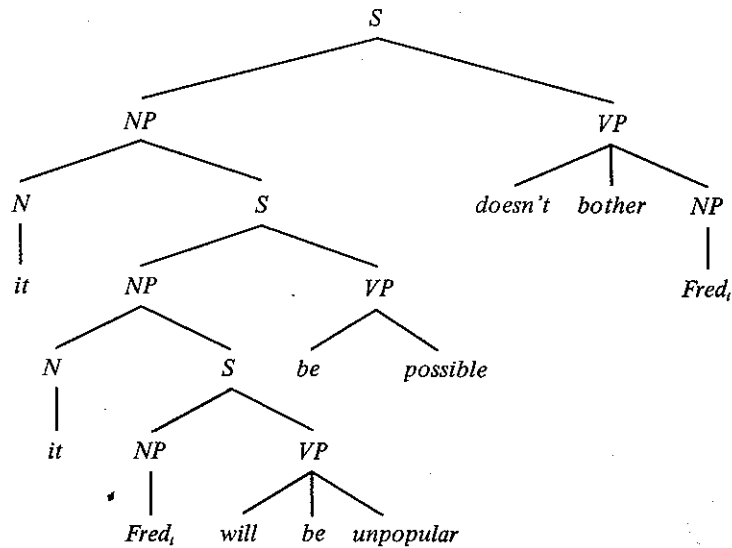 S
NP VP
N S doesn't bother NP
it NP VP Fredᵢ
N S be possible
it NP VP
Fredᵢ will be unpopular